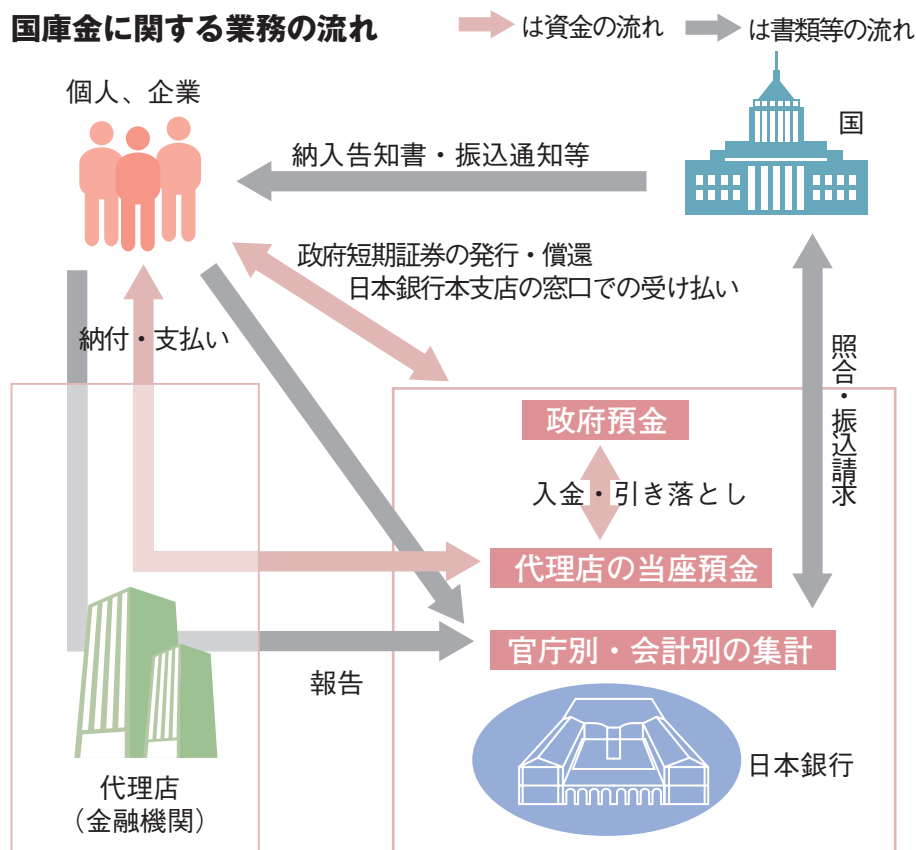 国庫金に関する業務の流れ
は資金の流れ
は書類等の流れ
個人、企業
国
納入告知書・振込通知等
政府短期証券の発行・償還
日本銀行本支店の窓口での受け払い
納付・支払い
照合・振込請求
政府預金
入金・引き落とし
代理店の当座預金
官庁別・会計別の集計
報告
日本銀行
代理店
（金融機関）